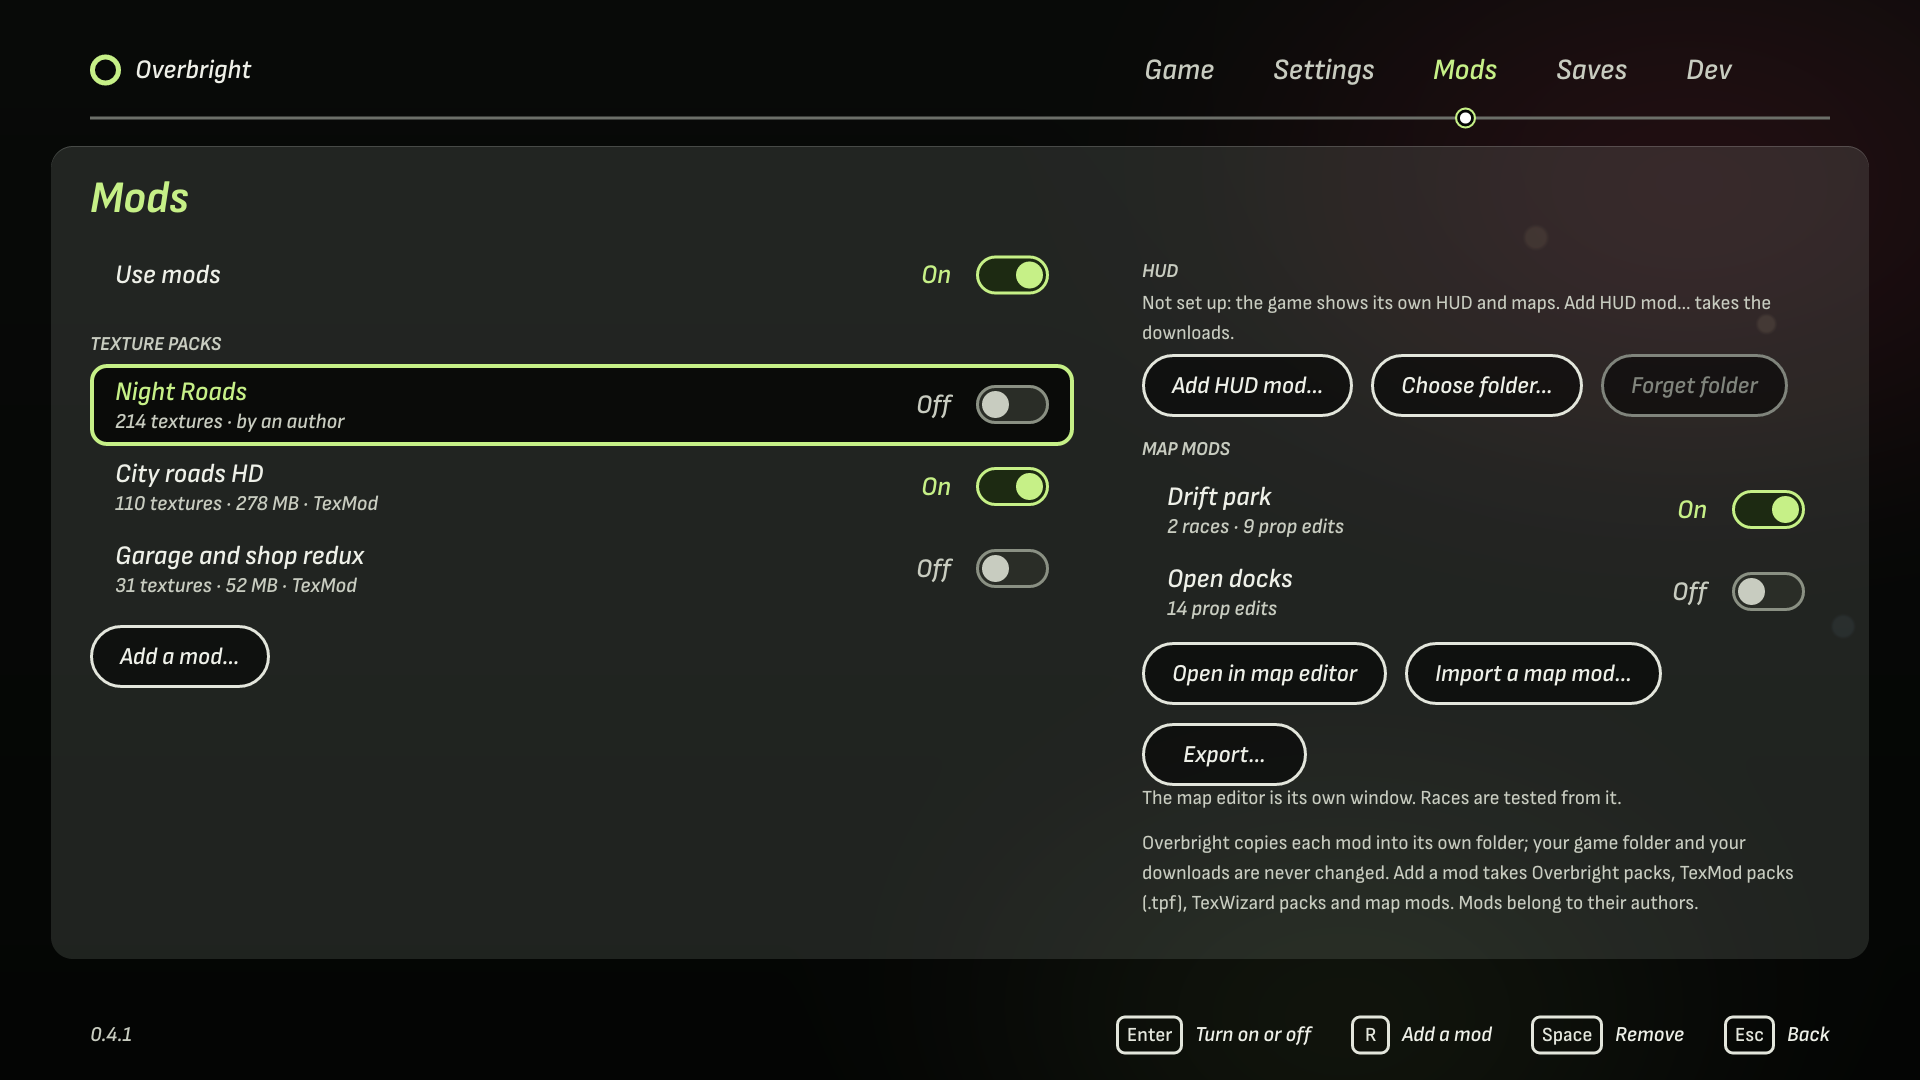 Overbright
Game
Settings
Mods
Saves
Dev
Mods
Use mods
On
TEXTURE PACKS
Night Roads
214 textures · by an author
Off
City roads HD
110 textures · 278 MB · TexMod
On
Garage and shop redux
31 textures · 52 MB · TexMod
Off
Add a mod...
HUD
Not set up: the game shows its own HUD and maps. Add HUD mod... takes the
downloads.
Add HUD mod...
Choose folder...
Forget folder
MAP MODS
Drift park
2 races · 9 prop edits
On
Open docks
14 prop edits
Off
Open in map editor
Import a map mod...
Export...
The map editor is its own window. Races are tested from it.
Overbright copies each mod into its own folder; your game folder and your
downloads are never changed. Add a mod takes Overbright packs, TexMod packs
(.tpf), TexWizard packs and map mods. Mods belong to their authors.
0.4.1
Enter Turn on or off
R Add a mod
Space Remove
Esc Back